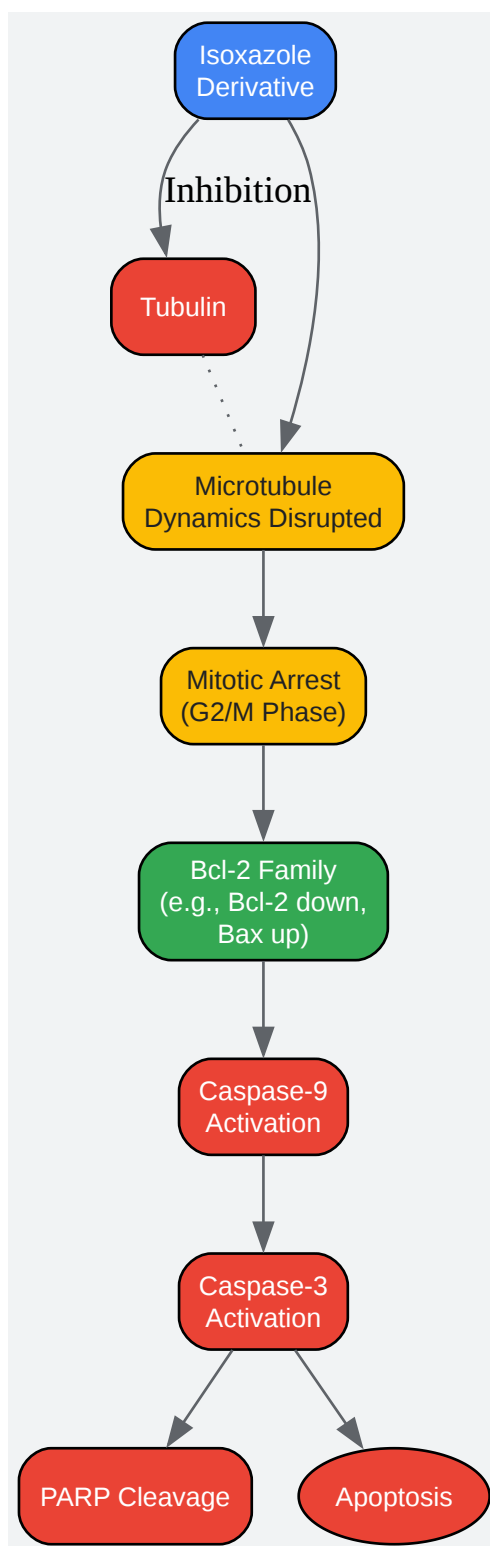 Isoxazole
Derivative
Inhibition
Tubulin
Microtubule
Dynamics Disrupted
Mitotic Arrest
(G2/M Phase)
Bcl-2 Family
(e.g., Bcl-2 down,
Bax up)
Caspase-9
Activation
Caspase-3
Activation
PARP Cleavage
Apoptosis